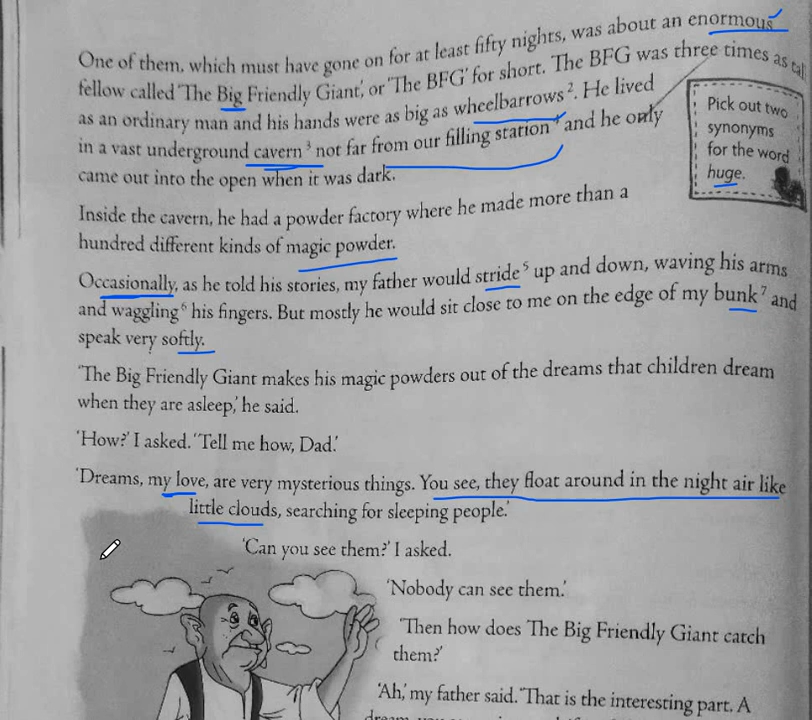 One of them, which must have gone on for at least fifty nights, was about an enormous
fellow called 'The Big Friendly Giant', or 'The BFG' for short. The BFG was three times as tall
as an ordinary man and his hands were as big as wheelbarrows². He lived
in a vast underground cavern³ not far from our filling station⁴ and he only
came out into the open when it was dark.
Pick out two
synonyms
for the word
huge.
Inside the cavern, he had a powder factory where he made more than a
hundred different kinds of magic powder.
Occasionally, as he told his stories, my father would stride⁵ up and down, waving his arms
and waggling⁶ his fingers. But mostly he would sit close to me on the edge of my bunk⁷ and
speak very softly.
'The Big Friendly Giant makes his magic powders out of the dreams that children dream
when they are asleep,' he said.
'How?' I asked. 'Tell me how, Dad.'
'Dreams, my love, are very mysterious things. You see, they float around in the night air like
little clouds, searching for sleeping people.'
'Can you see them?' I asked.
'Nobody can see them.'
'Then how does The Big Friendly Giant catch
them?'
'Ah,' my father said. 'That is the interesting part. A
dream, you